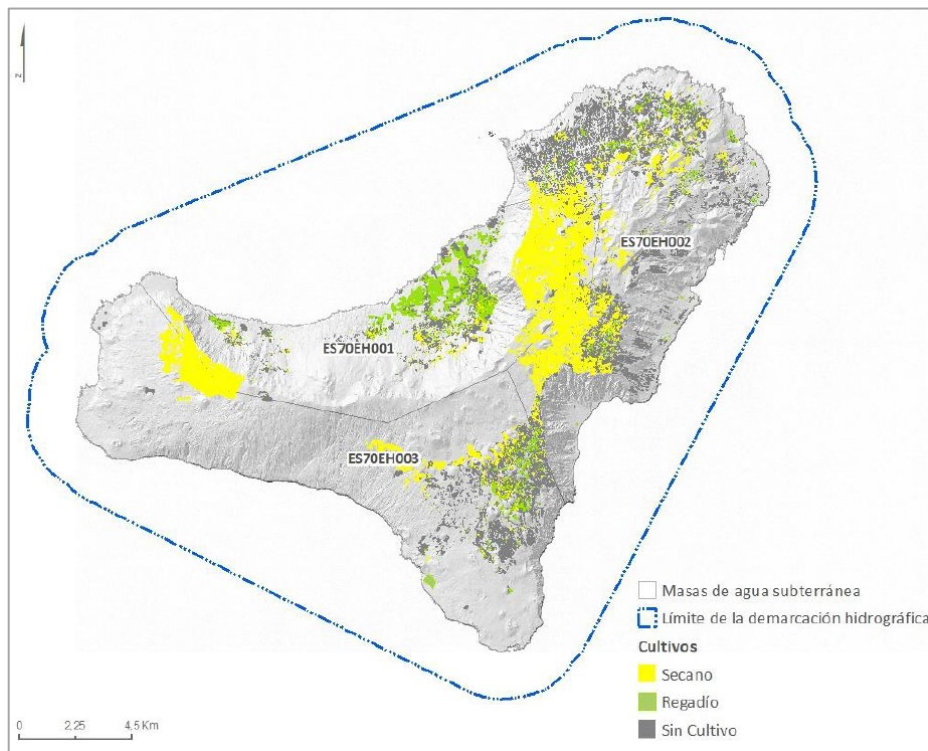 N
ES70EH002
ES70EH001
ES70EH003
Masas de agua subterránea
Límite de la demarcación hidrográfica
Cultivos
Secano
Regadío
Sin Cultivo
0 2,25 4,5 Km